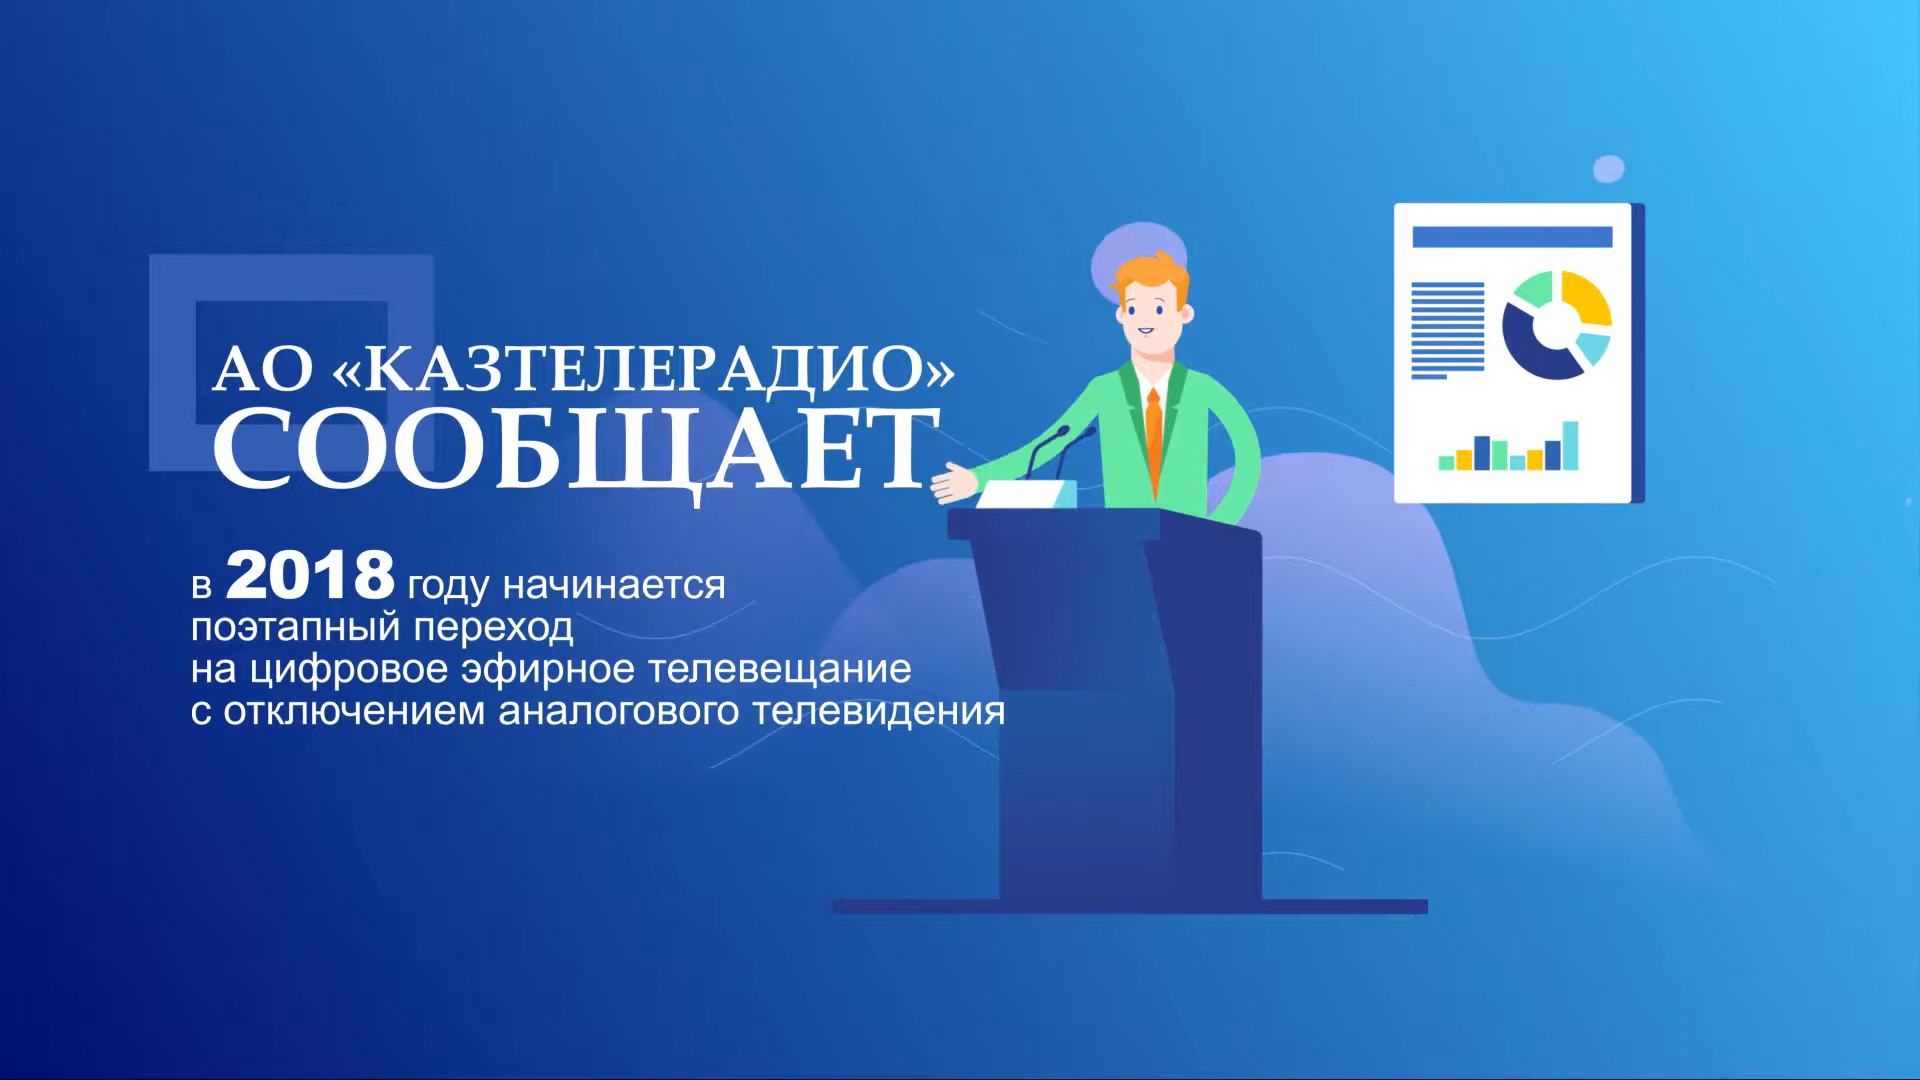 АО «КАЗТЕЛЕРАДИО»
СООБЩАЕТ
в 2018 году начинается
поэтапный переход
на цифровое эфирное телевещание
с отключением аналогового телевидения